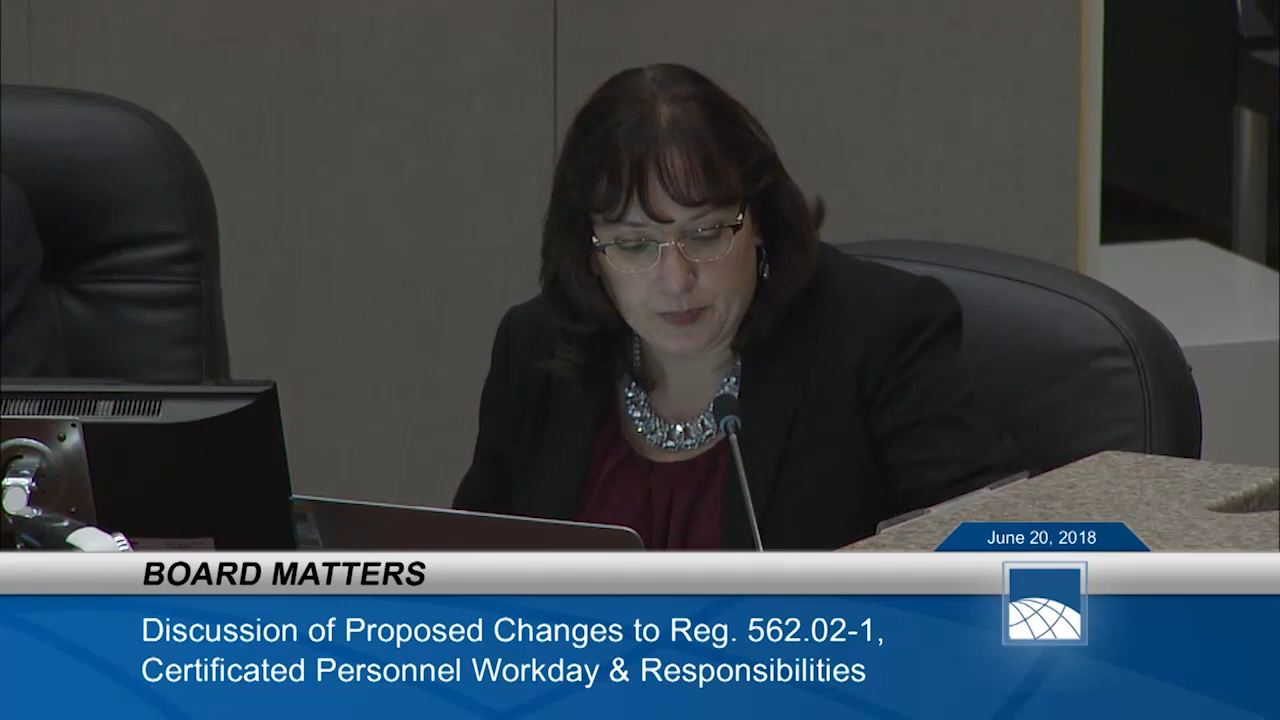 June 20, 2018
BOARD MATTERS
Discussion of Proposed Changes to Reg. 562.02-1,
Certificated Personnel Workday & Responsibilities